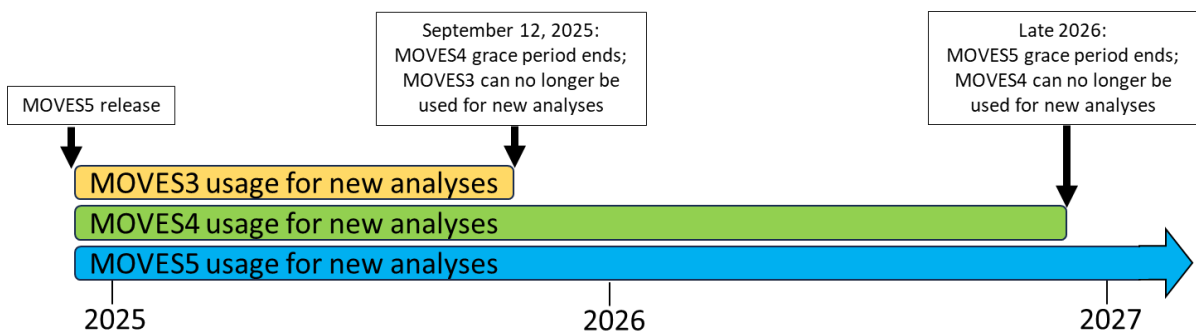 MOVES5 release
September 12, 2025:
MOVES4 grace period ends;
MOVES3 can no longer be
used for new analyses
Late 2026:
MOVES5 grace period ends;
MOVES4 can no longer be
used for new analyses
MOVES3 usage for new analyses
MOVES4 usage for new analyses
MOVES5 usage for new analyses
2025
2026
2027